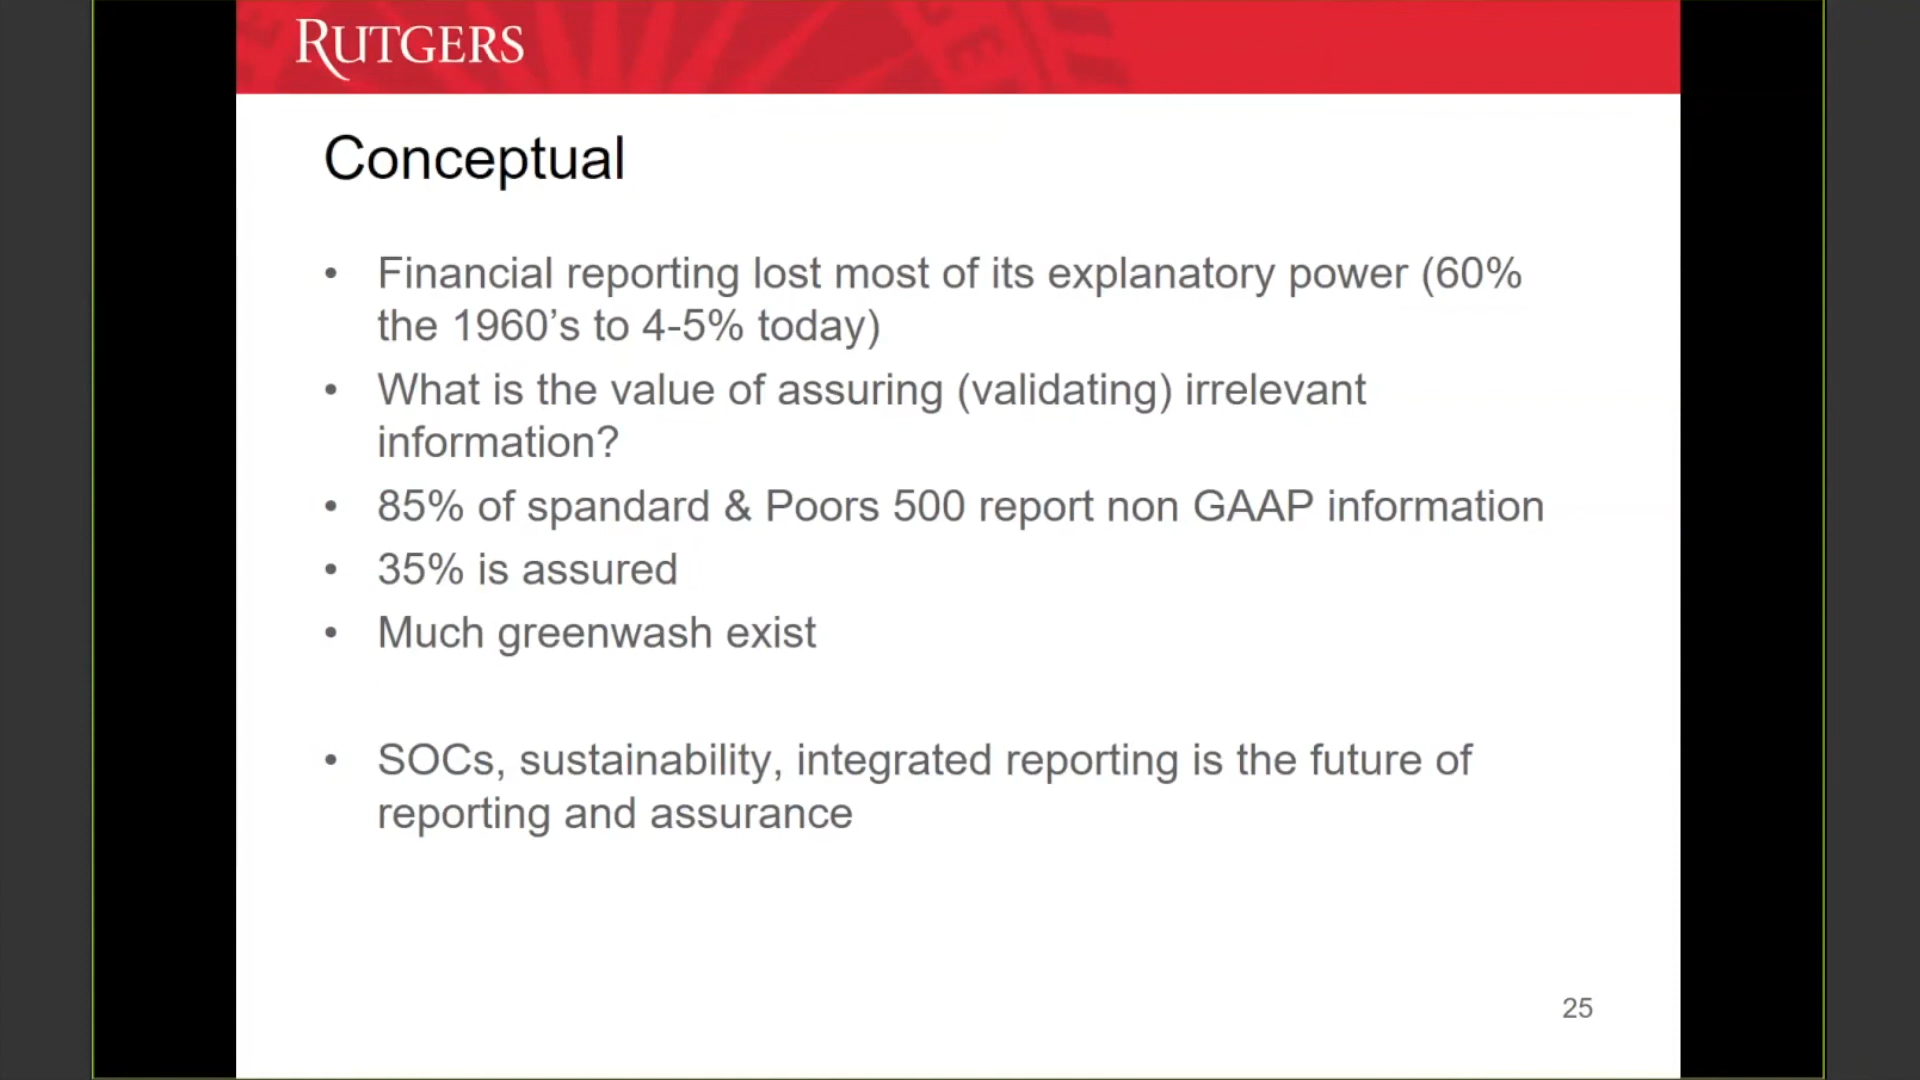 RUTGERS
Conceptual
• Financial reporting lost most of its explanatory power (60%
the 1960’s to 4-5% today)
• What is the value of assuring (validating) irrelevant
information?
• 85% of spandard & Poors 500 report non GAAP information
• 35% is assured
• Much greenwash exist
• SOCs, sustainability, integrated reporting is the future of
reporting and assurance
25